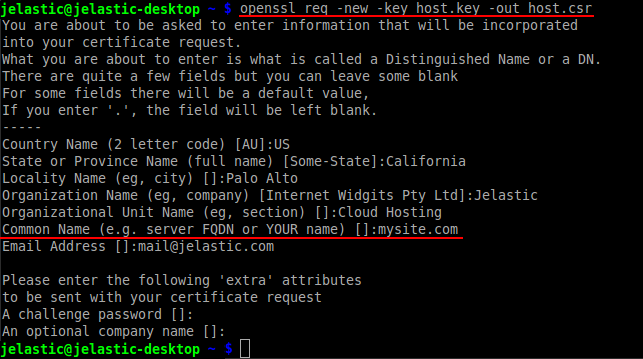 jelastic@jelastic-desktop ~ $ openssl req -new -key host.key -out host.csr
You are about to be asked to enter information that will be incorporated
into your certificate request.
What you are about to enter is what is called a Distinguished Name or a DN.
There are quite a few fields but you can leave some blank
For some fields there will be a default value,
If you enter '.', the field will be left blank.
-----
Country Name (2 letter code) [AU]:US
State or Province Name (full name) [Some-State]:California
Locality Name (eg, city) []:Palo Alto
Organization Name (eg, company) [Internet Widgits Pty Ltd]:Jelastic
Organizational Unit Name (eg, section) []:Cloud Hosting
Common Name (e.g. server FQDN or YOUR name) []:mysite.com
Email Address []:mail@jelastic.com

Please enter the following 'extra' attributes
to be sent with your certificate request
A challenge password []:
An optional company name []:
jelastic@jelastic-desktop ~ $